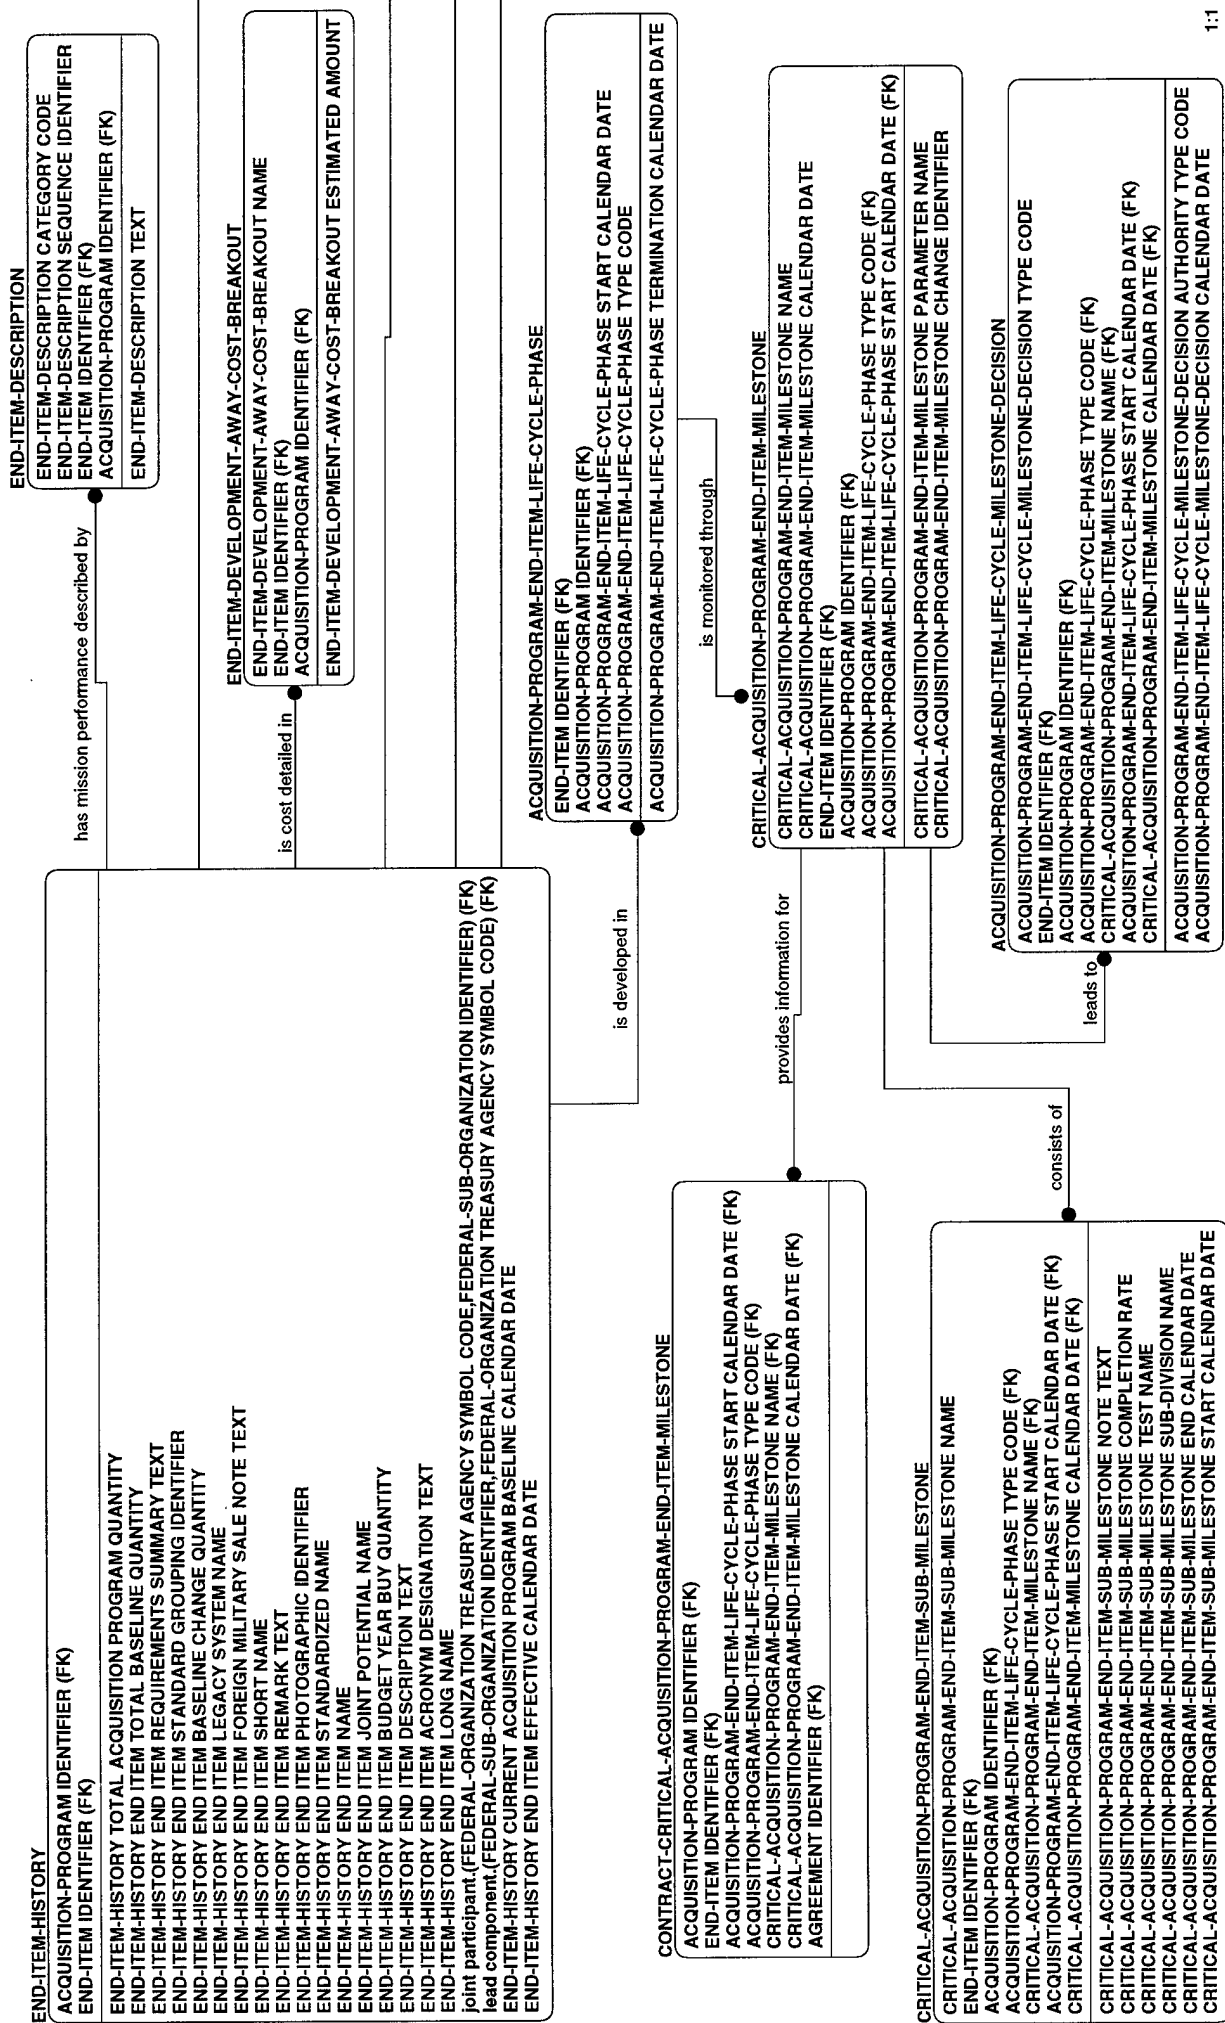 END-ITEM-HISTORY
ACQUISITION-PROGRAM IDENTIFIER (FK)
END-ITEM IDENTIFIER (FK)
END-ITEM-HISTORY TOTAL ACQUISITION PROGRAM QUANTITY
END-ITEM-HISTORY END ITEM TOTAL BASELINE QUANTITY
END-ITEM-HISTORY END ITEM REQUIREMENTS SUMMARY TEXT
END-ITEM-HISTORY END ITEM STANDARD GROUPING IDENTIFIER
END-ITEM-HISTORY END ITEM BASELINE CHANGE QUANTITY
END-ITEM-HISTORY END ITEM LEGACY SYSTEM NAME
END-ITEM-HISTORY END ITEM FOREIGN MILITARY SALE NOTE TEXT
END-ITEM-HISTORY END ITEM SHORT NAME
END-ITEM-HISTORY END ITEM REMARK TEXT
END-ITEM-HISTORY END ITEM PHOTOGRAPHIC IDENTIFIER
END-ITEM-HISTORY END ITEM STANDARDIZED NAME
END-ITEM-HISTORY END ITEM NAME
END-ITEM-HISTORY END ITEM JOINT POTENTIAL NAME
END-ITEM-HISTORY END ITEM BUDGET YEAR BUY QUANTITY
END-ITEM-HISTORY END ITEM DESCRIPTION TEXT
END-ITEM-HISTORY END ITEM ACRONYM DESIGNATION TEXT
END-ITEM-HISTORY END ITEM LONG NAME
joint participant.(FEDERAL-ORGANIZATION TREASURY AGENCY SYMBOL CODE,FEDERAL-SUB-ORGANIZATION IDENTIFIER) (FK)
lead component.(FEDERAL-SUB-ORGANIZATION IDENTIFIER,FEDERAL-ORGANIZATION TREASURY AGENCY SYMBOL CODE) (FK)
END-ITEM-HISTORY CURRENT ACQUISITION PROGRAM BASELINE CALENDAR DATE
END-ITEM-HISTORY END ITEM EFFECTIVE CALENDAR DATE
has mission performance described by
END-ITEM-DESCRIPTION
END-ITEM-DESCRIPTION CATEGORY CODE
END-ITEM-DESCRIPTION SEQUENCE IDENTIFIER
END-ITEM IDENTIFIER (FK)
ACQUISITION-PROGRAM IDENTIFIER (FK)
END-ITEM-DESCRIPTION TEXT
is cost detailed in
END-ITEM-DEVELOPMENT-AWAY-COST-BREAKOUT
END-ITEM-DEVELOPMENT-AWAY-COST-BREAKOUT NAME
END-ITEM IDENTIFIER (FK)
ACQUISITION-PROGRAM IDENTIFIER (FK)
END-ITEM-DEVELOPMENT-AWAY-COST-BREAKOUT ESTIMATED AMOUNT
is developed in
ACQUISITION-PROGRAM-END-ITEM-LIFE-CYCLE-PHASE
END-ITEM IDENTIFIER (FK)
ACQUISITION-PROGRAM IDENTIFIER (FK)
ACQUISITION-PROGRAM-END-ITEM-LIFE-CYCLE-PHASE START CALENDAR DATE
ACQUISITION-PROGRAM-END-ITEM-LIFE-CYCLE-PHASE TYPE CODE
ACQUISITION-PROGRAM-END-ITEM-LIFE-CYCLE-PHASE TERMINATION CALENDAR DATE
is monitored through
CONTRACT-CRITICAL-ACQUISITION-PROGRAM-END-ITEM-MILESTONE
ACQUISITION-PROGRAM IDENTIFIER (FK)
END-ITEM IDENTIFIER (FK)
ACQUISITION-PROGRAM-END-ITEM-LIFE-CYCLE-PHASE START CALENDAR DATE (FK)
ACQUISITION-PROGRAM-END-ITEM-LIFE-CYCLE-PHASE TYPE CODE (FK)
CRITICAL-ACQUISITION-PROGRAM-END-ITEM-MILESTONE NAME (FK)
CRITICAL-ACQUISITION-PROGRAM-END-ITEM-MILESTONE CALENDAR DATE (FK)
AGREEMENT IDENTIFIER (FK)
provides information for
CRITICAL-ACQUISITION-PROGRAM-END-ITEM-MILESTONE
CRITICAL-ACQUISITION-PROGRAM-END-ITEM-MILESTONE NAME
CRITICAL-ACQUISITION-PROGRAM-END-ITEM-MILESTONE CALENDAR DATE
END-ITEM IDENTIFIER (FK)
ACQUISITION-PROGRAM IDENTIFIER (FK)
ACQUISITION-PROGRAM-END-ITEM-LIFE-CYCLE-PHASE TYPE CODE (FK)
ACQUISITION-PROGRAM-END-ITEM-LIFE-CYCLE-PHASE START CALENDAR DATE (FK)
CRITICAL-ACQUISITION-PROGRAM-END-ITEM-MILESTONE PARAMETER NAME
CRITICAL-ACQUISITION-PROGRAM-END-ITEM-MILESTONE CHANGE IDENTIFIER
CRITICAL-ACQUISITION-PROGRAM-END-ITEM-SUB-MILESTONE
CRITICAL-ACQUISITION-PROGRAM-END-ITEM-SUB-MILESTONE NAME
END-ITEM IDENTIFIER (FK)
ACQUISITION-PROGRAM IDENTIFIER (FK)
ACQUISITION-PROGRAM-END-ITEM-LIFE-CYCLE-PHASE TYPE CODE (FK)
CRITICAL-ACQUISITION-PROGRAM-END-ITEM-MILESTONE NAME (FK)
ACQUISITION-PROGRAM-END-ITEM-LIFE-CYCLE-PHASE START CALENDAR DATE (FK)
CRITICAL-ACQUISITION-PROGRAM-END-ITEM-MILESTONE CALENDAR DATE (FK)
CRITICAL-ACQUISITION-PROGRAM-END-ITEM-SUB-MILESTONE NOTE TEXT
CRITICAL-ACQUISITION-PROGRAM-END-ITEM-SUB-MILESTONE COMPLETION RATE
CRITICAL-ACQUISITION-PROGRAM-END-ITEM-SUB-MILESTONE TEST NAME
CRITICAL-ACQUISITION-PROGRAM-END-ITEM-SUB-MILESTONE SUB-DIVISION NAME
CRITICAL-ACQUISITION-PROGRAM-END-ITEM-SUB-MILESTONE END CALENDAR DATE
CRITICAL-ACQUISITION-PROGRAM-END-ITEM-SUB-MILESTONE START CALENDAR DATE
consists of
leads to
ACQUISITION-PROGRAM-END-ITEM-LIFE-CYCLE-MILESTONE-DECISION
ACQUISITION-PROGRAM-END-ITEM-LIFE-CYCLE-MILESTONE-DECISION TYPE CODE
END-ITEM IDENTIFIER (FK)
ACQUISITION-PROGRAM IDENTIFIER (FK)
ACQUISITION-PROGRAM-END-ITEM-LIFE-CYCLE-PHASE TYPE CODE (FK)
CRITICAL-ACQUISITION-PROGRAM-END-ITEM-MILESTONE NAME (FK)
ACQUISITION-PROGRAM-END-ITEM-LIFE-CYCLE-PHASE START CALENDAR DATE (FK)
CRITICAL-ACQUISITION-PROGRAM-END-ITEM-MILESTONE CALENDAR DATE (FK)
ACQUISITION-PROGRAM-END-ITEM-LIFE-CYCLE-MILESTONE-DECISION AUTHORITY TYPE CODE
ACQUISITION-PROGRAM-END-ITEM-LIFE-CYCLE-MILESTONE-DECISION CALENDAR DATE
1:1